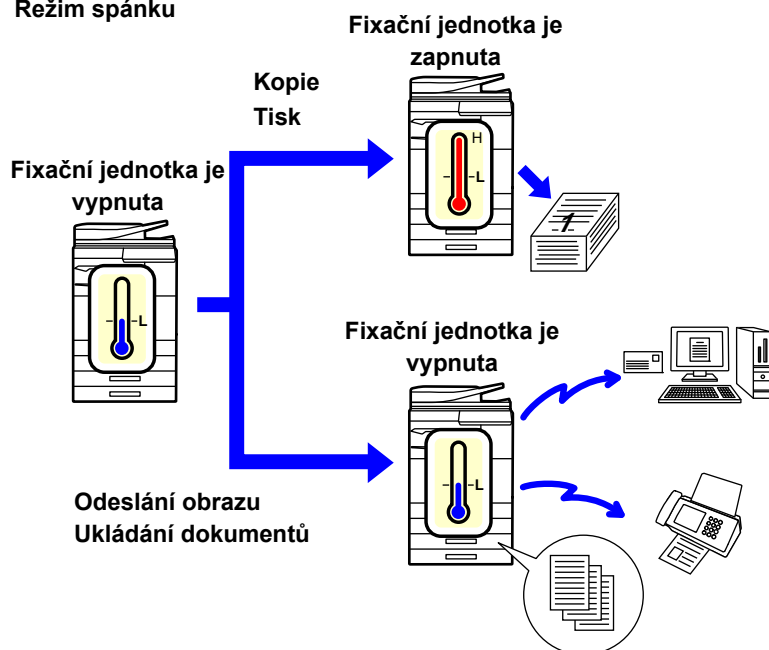 Režim spánku
Fixační jednotka je
zapnuta
Kopie
Tisk
H
L
1
Fixační jednotka je
vypnuta
L
Fixační jednotka je
vypnuta
L
Odeslání obrazu
Ukládání dokumentů